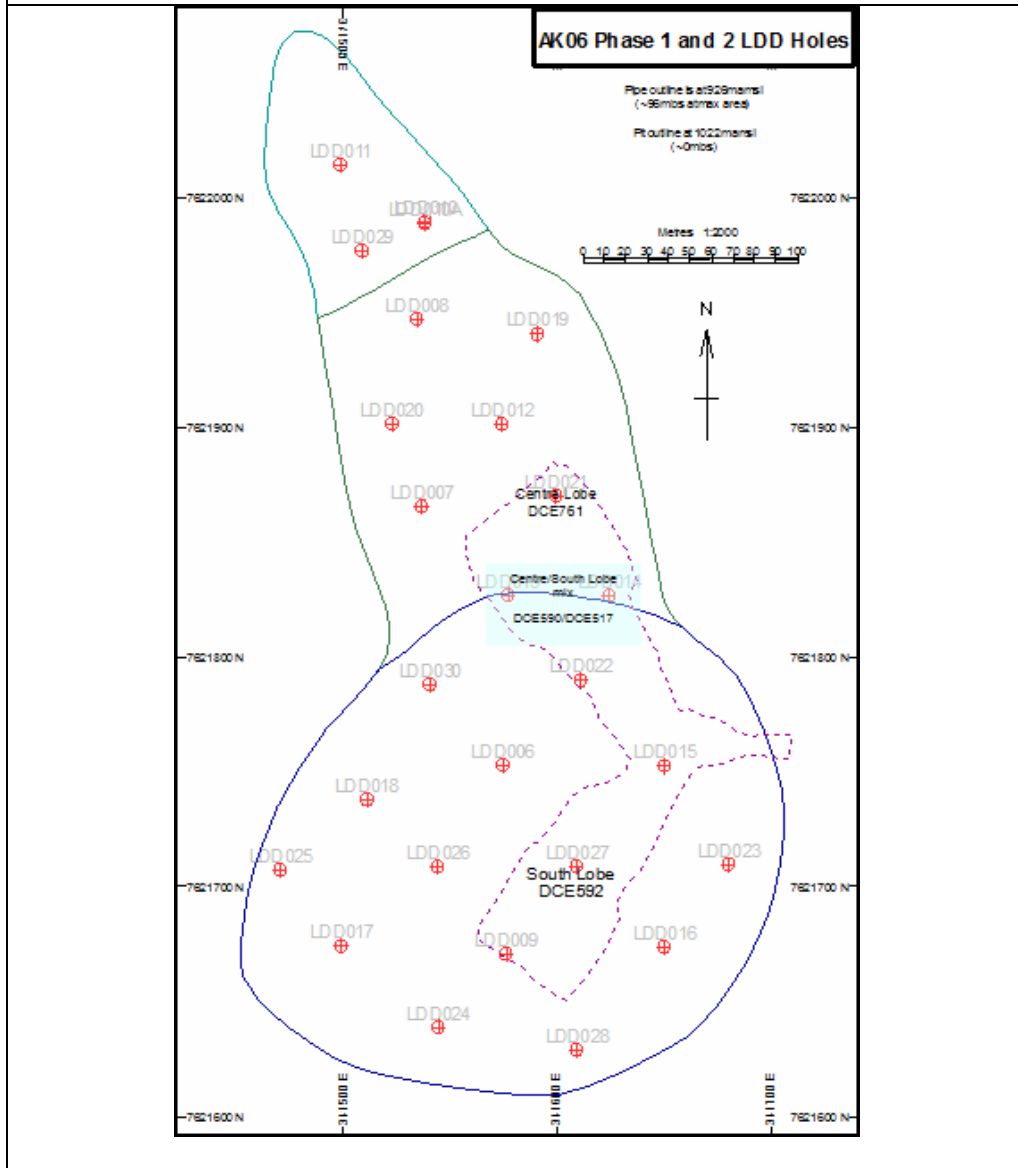 371500 E
AK06 Phase 1 and 2 LDD Holes
Pipe outline is at 926mamsl
(~96mbs at max area)
Pit outline at 1022mamsl
(~0mbs)
LDD011
7622000 N
7622000 N
LDD010A
LDD029
Metres 1:2000
0 10 20 30 40 50 60 70 80 90 100
LDD008
LDD019
N
LDD020
LDD012
7621900 N
7621900 N
LDD021
Centre Lobe
DCE761
LDD007
Centre/South Lobe
mix
DCE590/DCE517
7621800 N
7621800 N
LDD030
LDD022
LDD006
LDD015
LDD018
LDD025
LDD026
LDD027
LDD023
South Lobe
DCE592
7621700 N
7621700 N
LDD017
LDD009
LDD016
LDD024
LDD028
311500 E
311600 E
311100 E
7621600 N
7621600 N